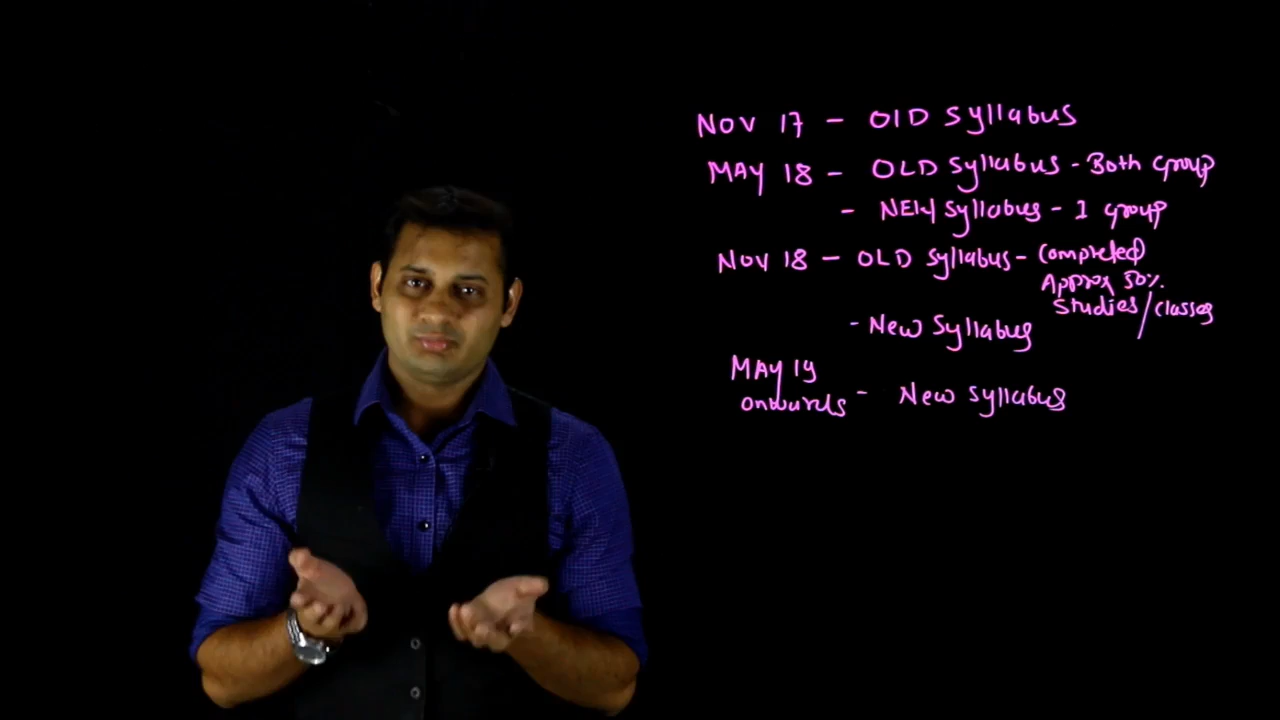 NOV 17 - OlD Syllabus
MAY 18 - OLD Syllabus - Both group
- NEW Syllabus - I group
NOV 18 - OLD Syllabus - Completed
Approx 50%
Studies/classes
- New Syllabus
MAY 19
onwards - New Syllabus